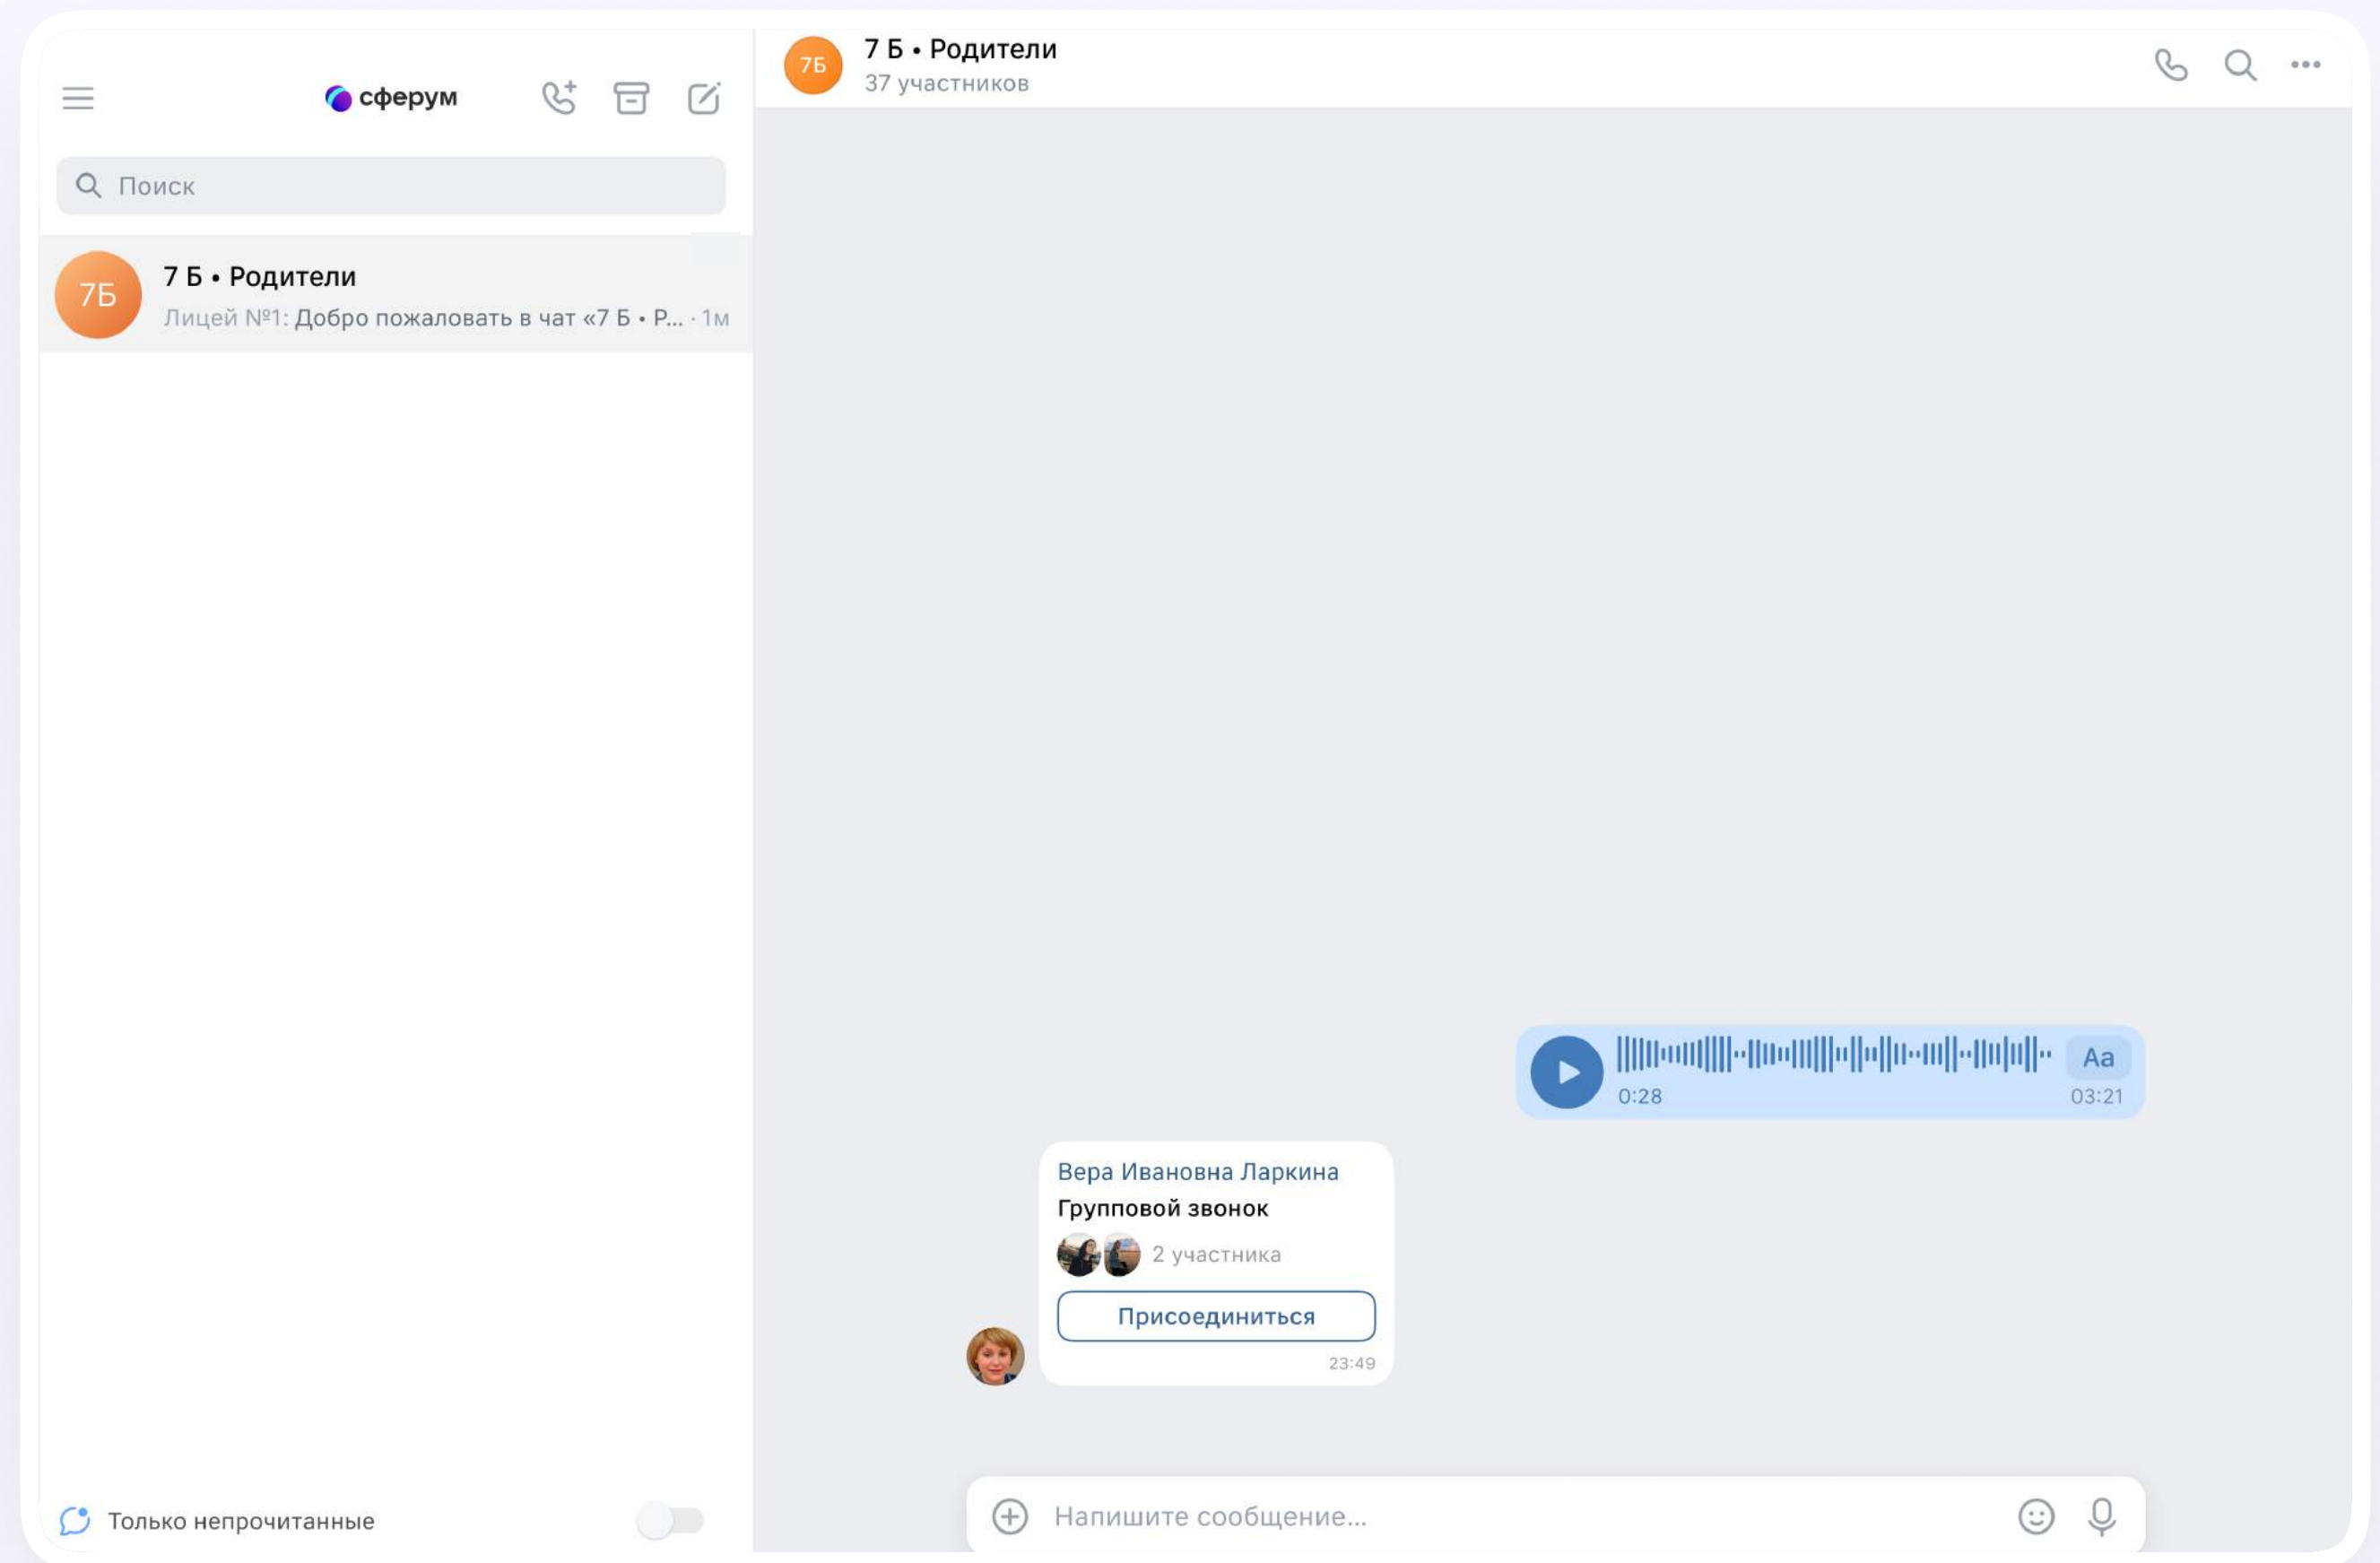 сферум
Поиск
7Б
7 Б • Родители
Лицей №1: Добро пожаловать в чат «7 Б • Р... · 1м
Только непрочитанные
7Б
7 Б • Родители
37 участников
0:28
Aa
03:21
Вера Ивановна Ларкина
Групповой звонок
2 участника
Присоединиться
23:49
Напишите сообщение...